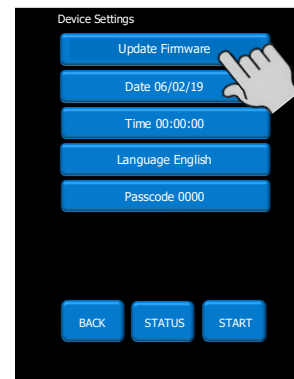 Device Settings
Update Firmware
Date 06/02/19
Time 00:00:00
Language English
Passcode 0000
BACK STATUS START